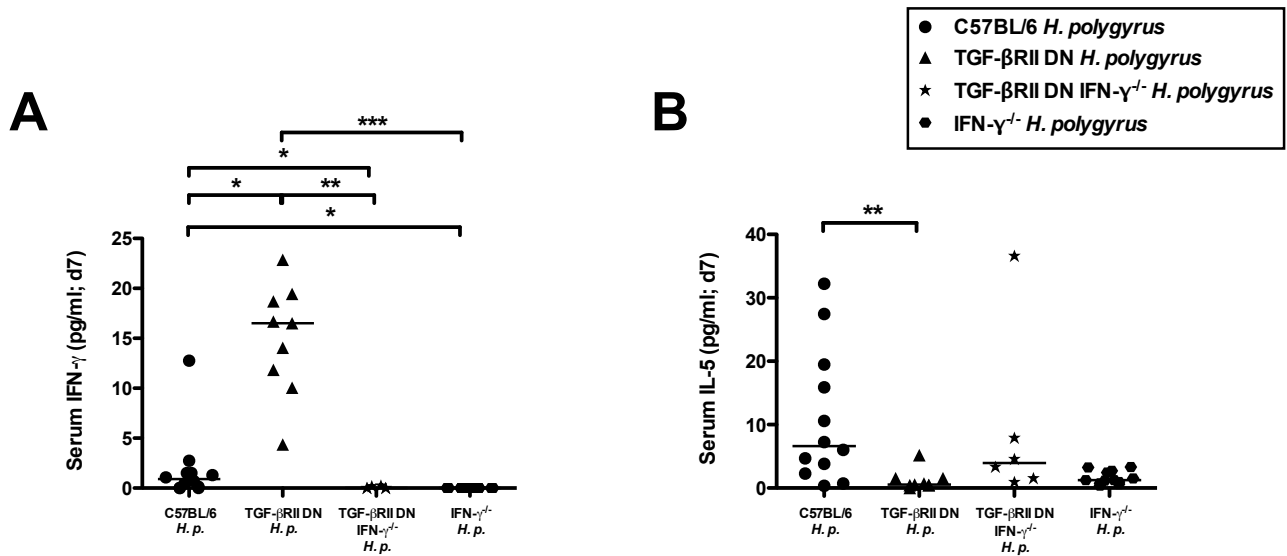 C57BL/6 H. polygyrus
TGF-βRII DN H. polygyrus
TGF-βRII DN IFN-γ-/- H. polygyrus
IFN-γ-/- H. polygyrus
A
***
*
* **
*
Serum IFN-γ (pg/ml; d7)
25
20
15
10
5
0
C57BL/6
H. p.
TGF-βRII DN
H. p.
TGF-βRII DN
IFN-γ-/-
H. p.
IFN-γ-/-
H. p.
B
**
Serum IL-5 (pg/ml; d7)
40
30
20
10
0
C57BL/6
H. p.
TGF-βRII DN
H. p.
TGF-βRII DN
IFN-γ-/-
H. p.
IFN-γ-/-
H. p.